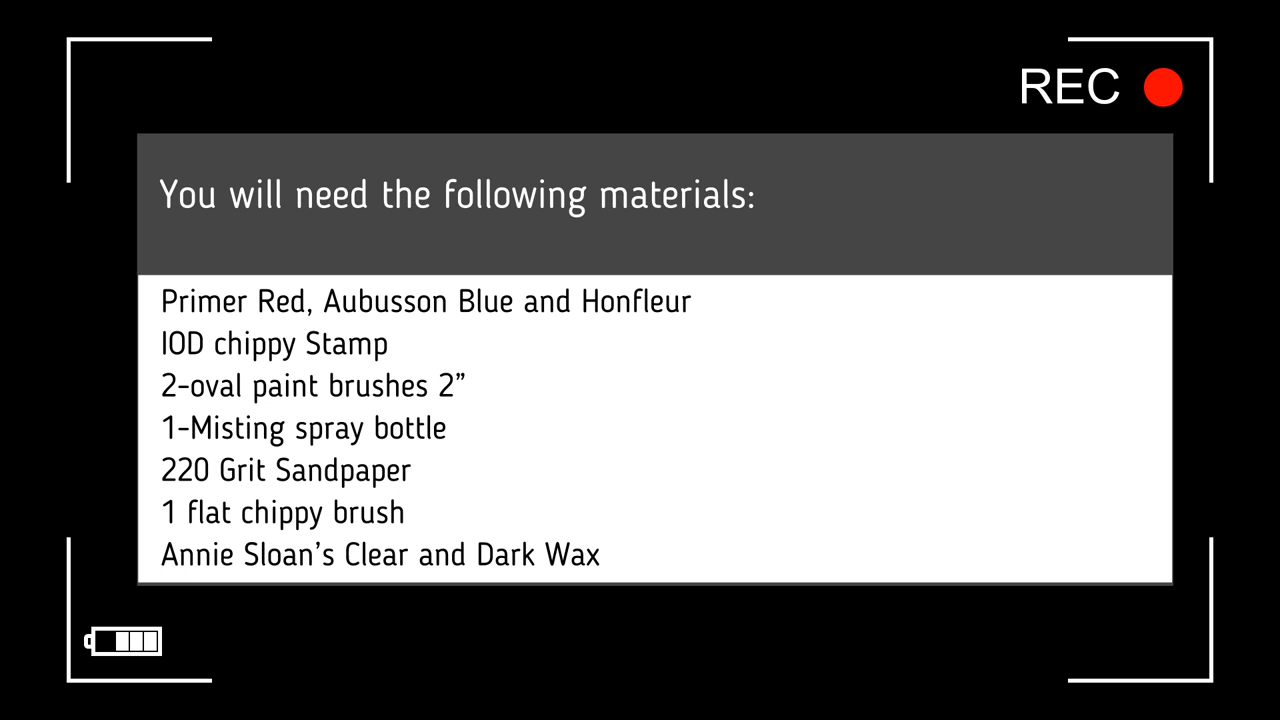 REC
You will need the following materials:
Primer Red, Aubusson Blue and Honfleur
IOD chippy Stamp
2-oval paint brushes 2”
1-Misting spray bottle
220 Grit Sandpaper
1 flat chippy brush
Annie Sloan’s Clear and Dark Wax